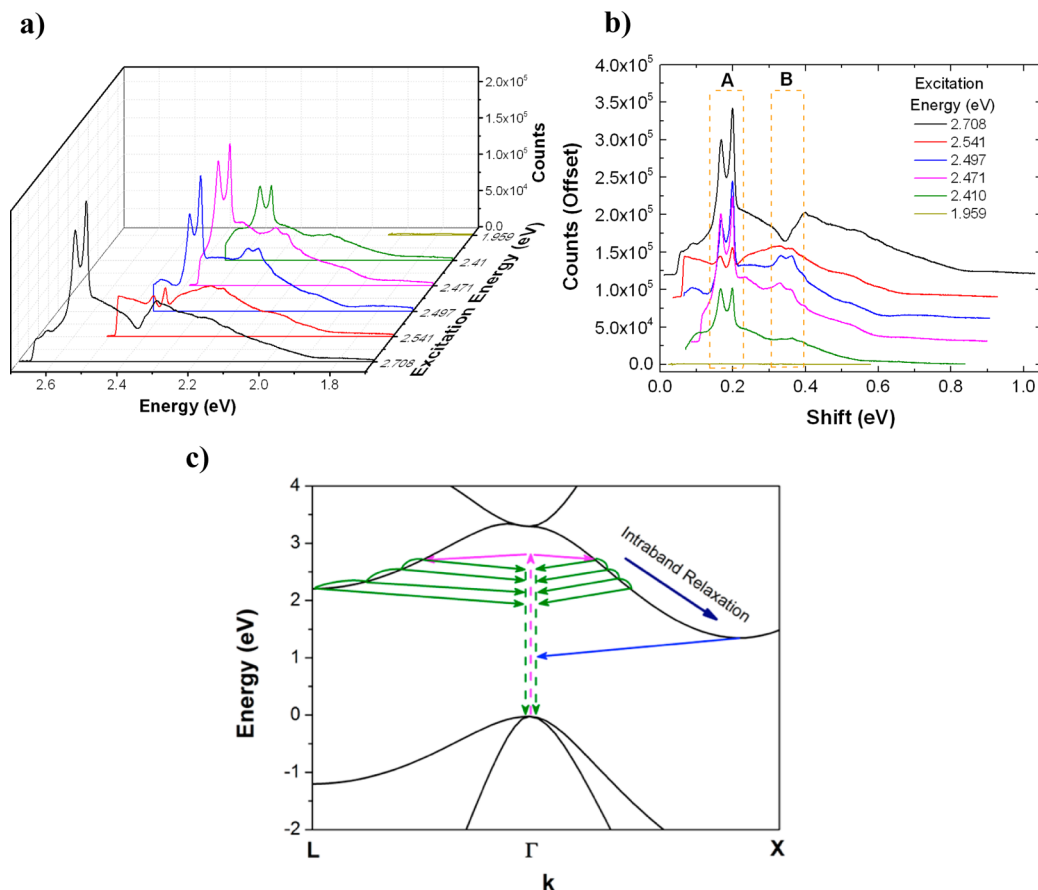 a)
2.0x10⁵
1.5x10⁵
1.0x10⁵
5.0x10⁴
0.0
Counts
1.959
2.41
2.471
2.497
2.541
2.708
Excitation Energy (eV)
2.6 2.4 2.2 2.0 1.8
Energy (eV)
b)
A B
4.0x10⁵
3.5x10⁵
3.0x10⁵
2.5x10⁵
2.0x10⁵
1.5x10⁵
1.0x10⁵
5.0x10⁴
0.0
Counts (Offset)
Excitation
Energy (eV)
2.708
2.541
2.497
2.471
2.410
1.959
0.0 0.2 0.4 0.6 0.8 1.0
Shift (eV)
c)
4
3
2
1
0
-1
-2
Energy (eV)
Intraband Relaxation
L Γ X
k